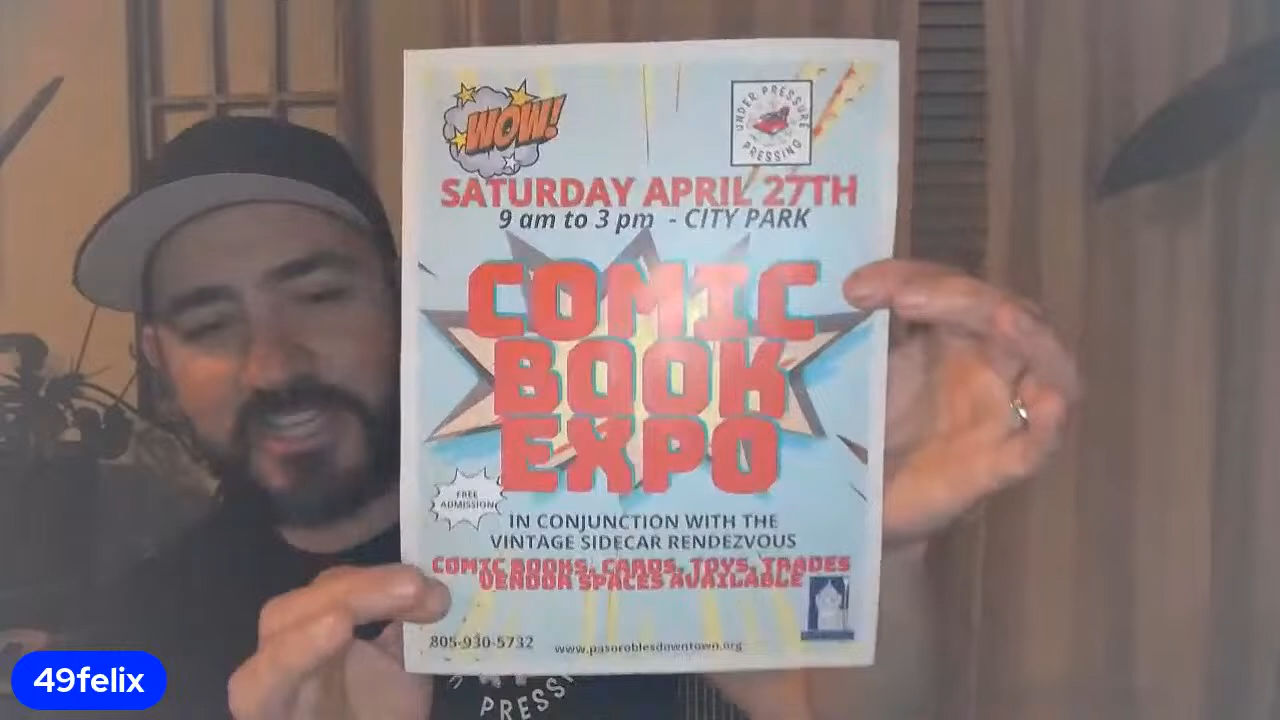 WOW!
UNDER PRESSURE
PRESSING
SATURDAY APRIL 27TH
9 am to 3 pm - CITY PARK
COMIC
BOOK
EXPO
FREE
ADMISSION
IN CONJUNCTION WITH THE
VINTAGE SIDECAR RENDEZVOUS
COMIC BOOKS, CARDS, TOYS, TRADES
VENDOR SPACES AVAILABLE
805-930-5732
www.pasoroblesdowntown.org
PRESSING
49felix